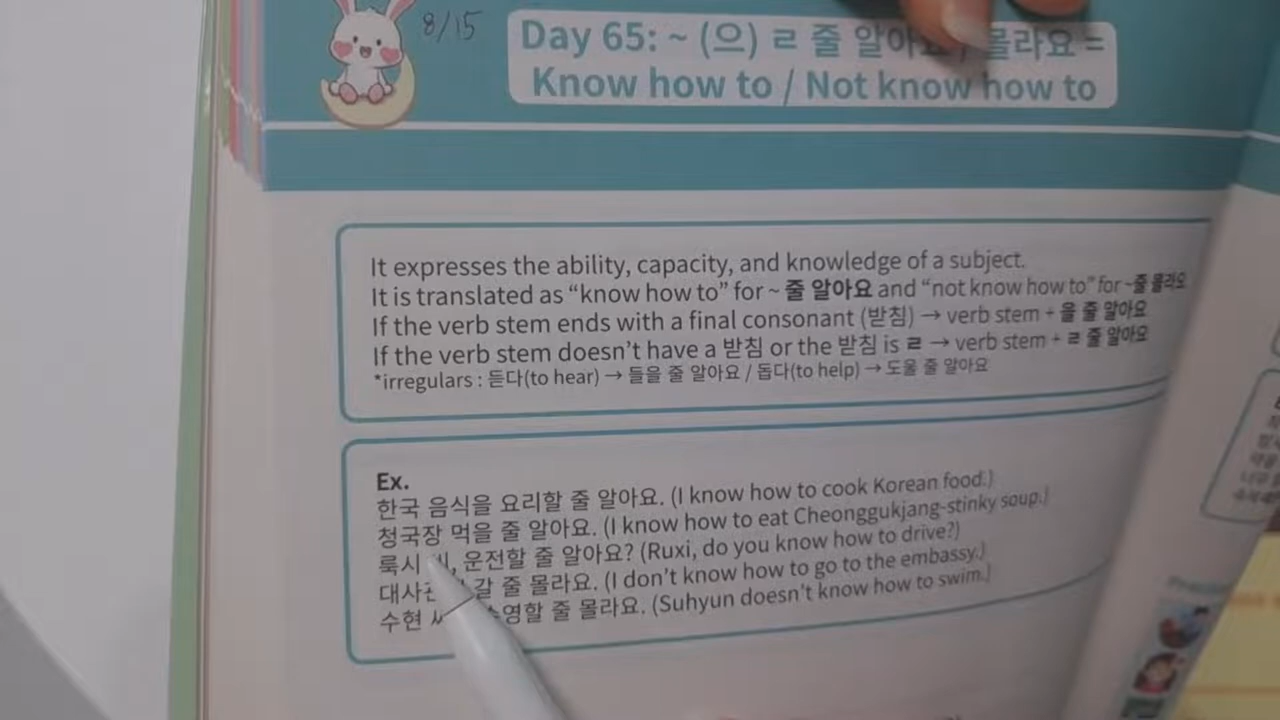 8/15
Day 65: ~ (으) ㄹ 줄 알아요 / 몰라요 =
Know how to / Not know how to
It expresses the ability, capacity, and knowledge of a subject.
It is translated as “know how to” for ~ 줄 알아요 and “not know how to” for ~줄 몰라요
If the verb stem ends with a final consonant (받침) → verb stem + 을 줄 알아요
If the verb stem doesn’t have a 받침 or the 받침 is ㄹ → verb stem + ㄹ 줄 알아요
*irregulars : 듣다(to hear) → 들을 줄 알아요 / 돕다(to help) → 도울 줄 알아요
Ex.
한국 음식을 요리할 줄 알아요. (I know how to cook Korean food.)
청국장 먹을 줄 알아요. (I know how to eat Cheonggukjang-stinky soup.)
룩시 씨, 운전할 줄 알아요? (Ruxi, do you know how to drive?)
갈 줄 몰라요. (I don’t know how to go to the embassy.)
수현 줄 몰라요. (Suhyun doesn’t know how to swim.)